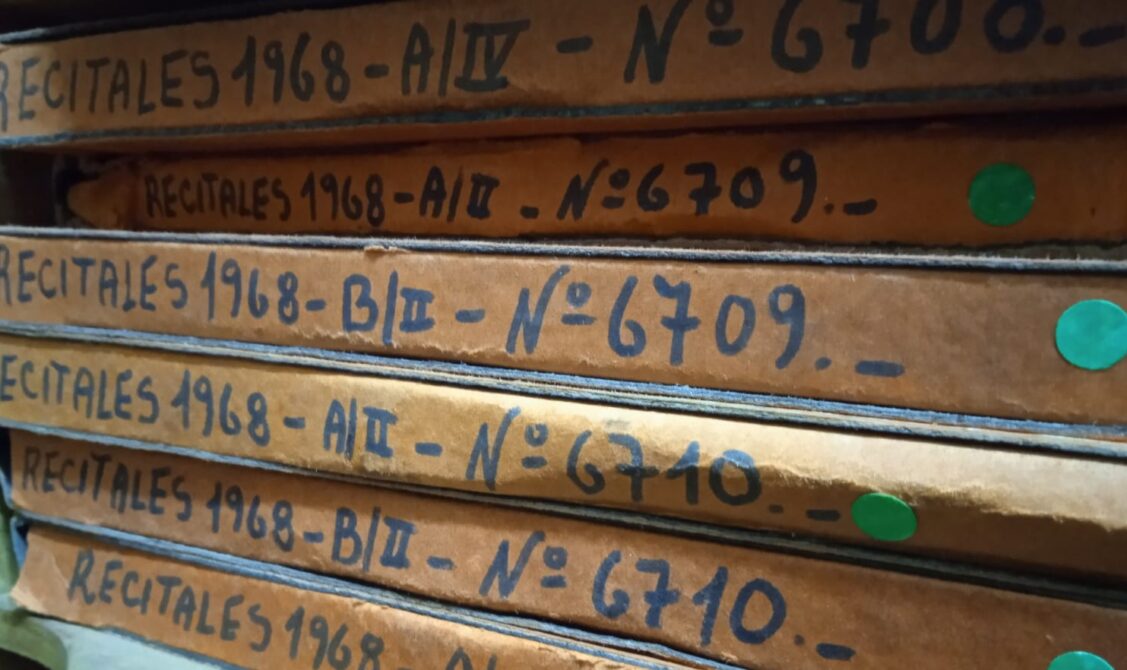 RECITALES 1968 - A/IV - Nº 6708.-
RECITALES 1968 - A/II - Nº 6709.-
RECITALES 1968 - B/II - Nº 6709.-
RECITALES 1968 - A/II - Nº 6710.-
RECITALES 1968 - B/II - Nº 6710.-
RECITALES 1968 -